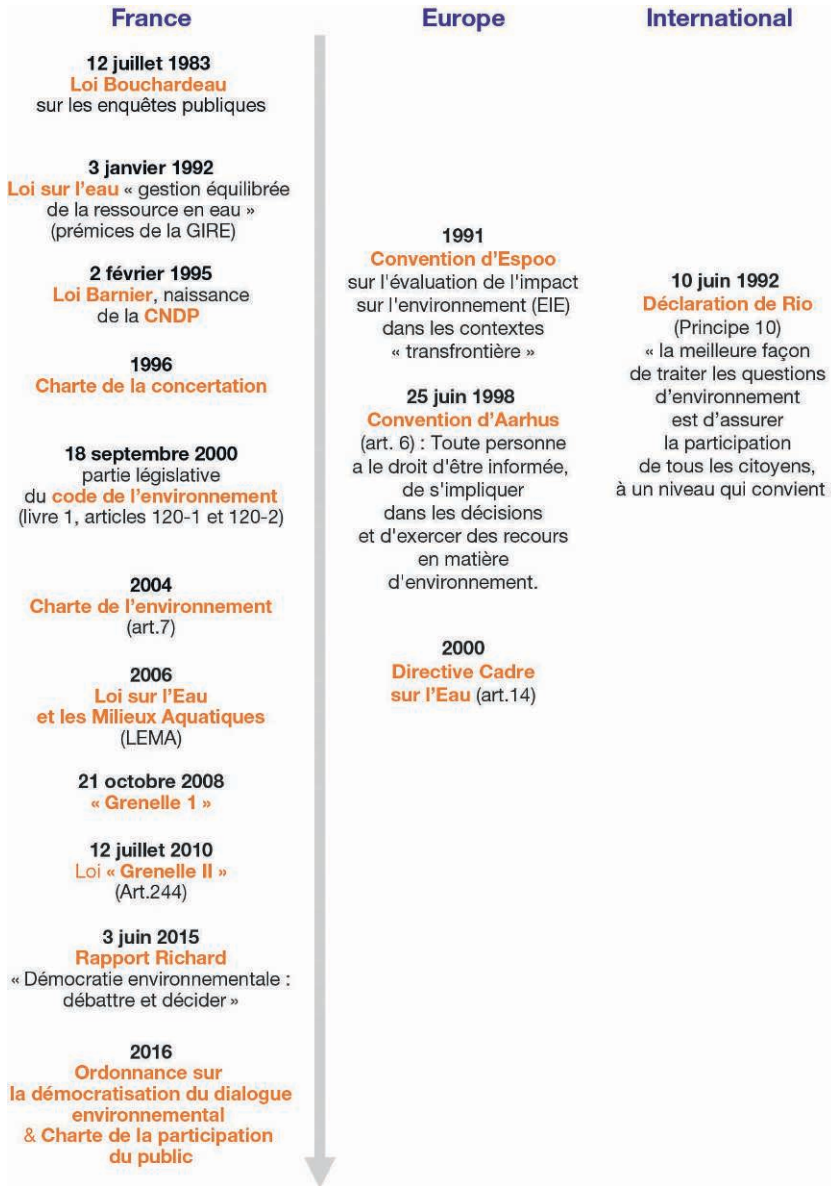 France
12 juillet 1983
Loi Bouchardeau
sur les enquêtes publiques
3 janvier 1992
Loi sur l'eau « gestion équilibrée
de la ressource en eau »
(prémices de la GIRE)
2 février 1995
Loi Barnier, naissance
de la CNDP
1996
Charte de la concertation
18 septembre 2000
partie législative
du code de l'environnement
(livre 1, articles 120-1 et 120-2)
2004
Charte de l'environnement
(art.7)
2006
Loi sur l'Eau
et les Milieux Aquatiques
(LEMA)
21 octobre 2008
« Grenelle 1 »
12 juillet 2010
Loi « Grenelle II »
(Art.244)
3 juin 2015
Rapport Richard
« Démocratie environnementale :
débattre et décider »
2016
Ordonnance sur
la démocratisation du dialogue
environnemental
& Charte de la participation
du public
Europe
1991
Convention d'Espoo
sur l'évaluation de l'impact
sur l'environnement (EIE)
dans les contextes
« transfrontière »
25 juin 1998
Convention d'Aarhus
(art. 6) : Toute personne
a le droit d'être informée,
de s'impliquer
dans les décisions
et d'exercer des recours
en matière
d'environnement.
2000
Directive Cadre
sur l'Eau (art.14)
International
10 juin 1992
Déclaration de Rio
(Principe 10)
« la meilleure façon
de traiter les questions
d'environnement
est d'assurer
la participation
de tous les citoyens,
à un niveau qui convient